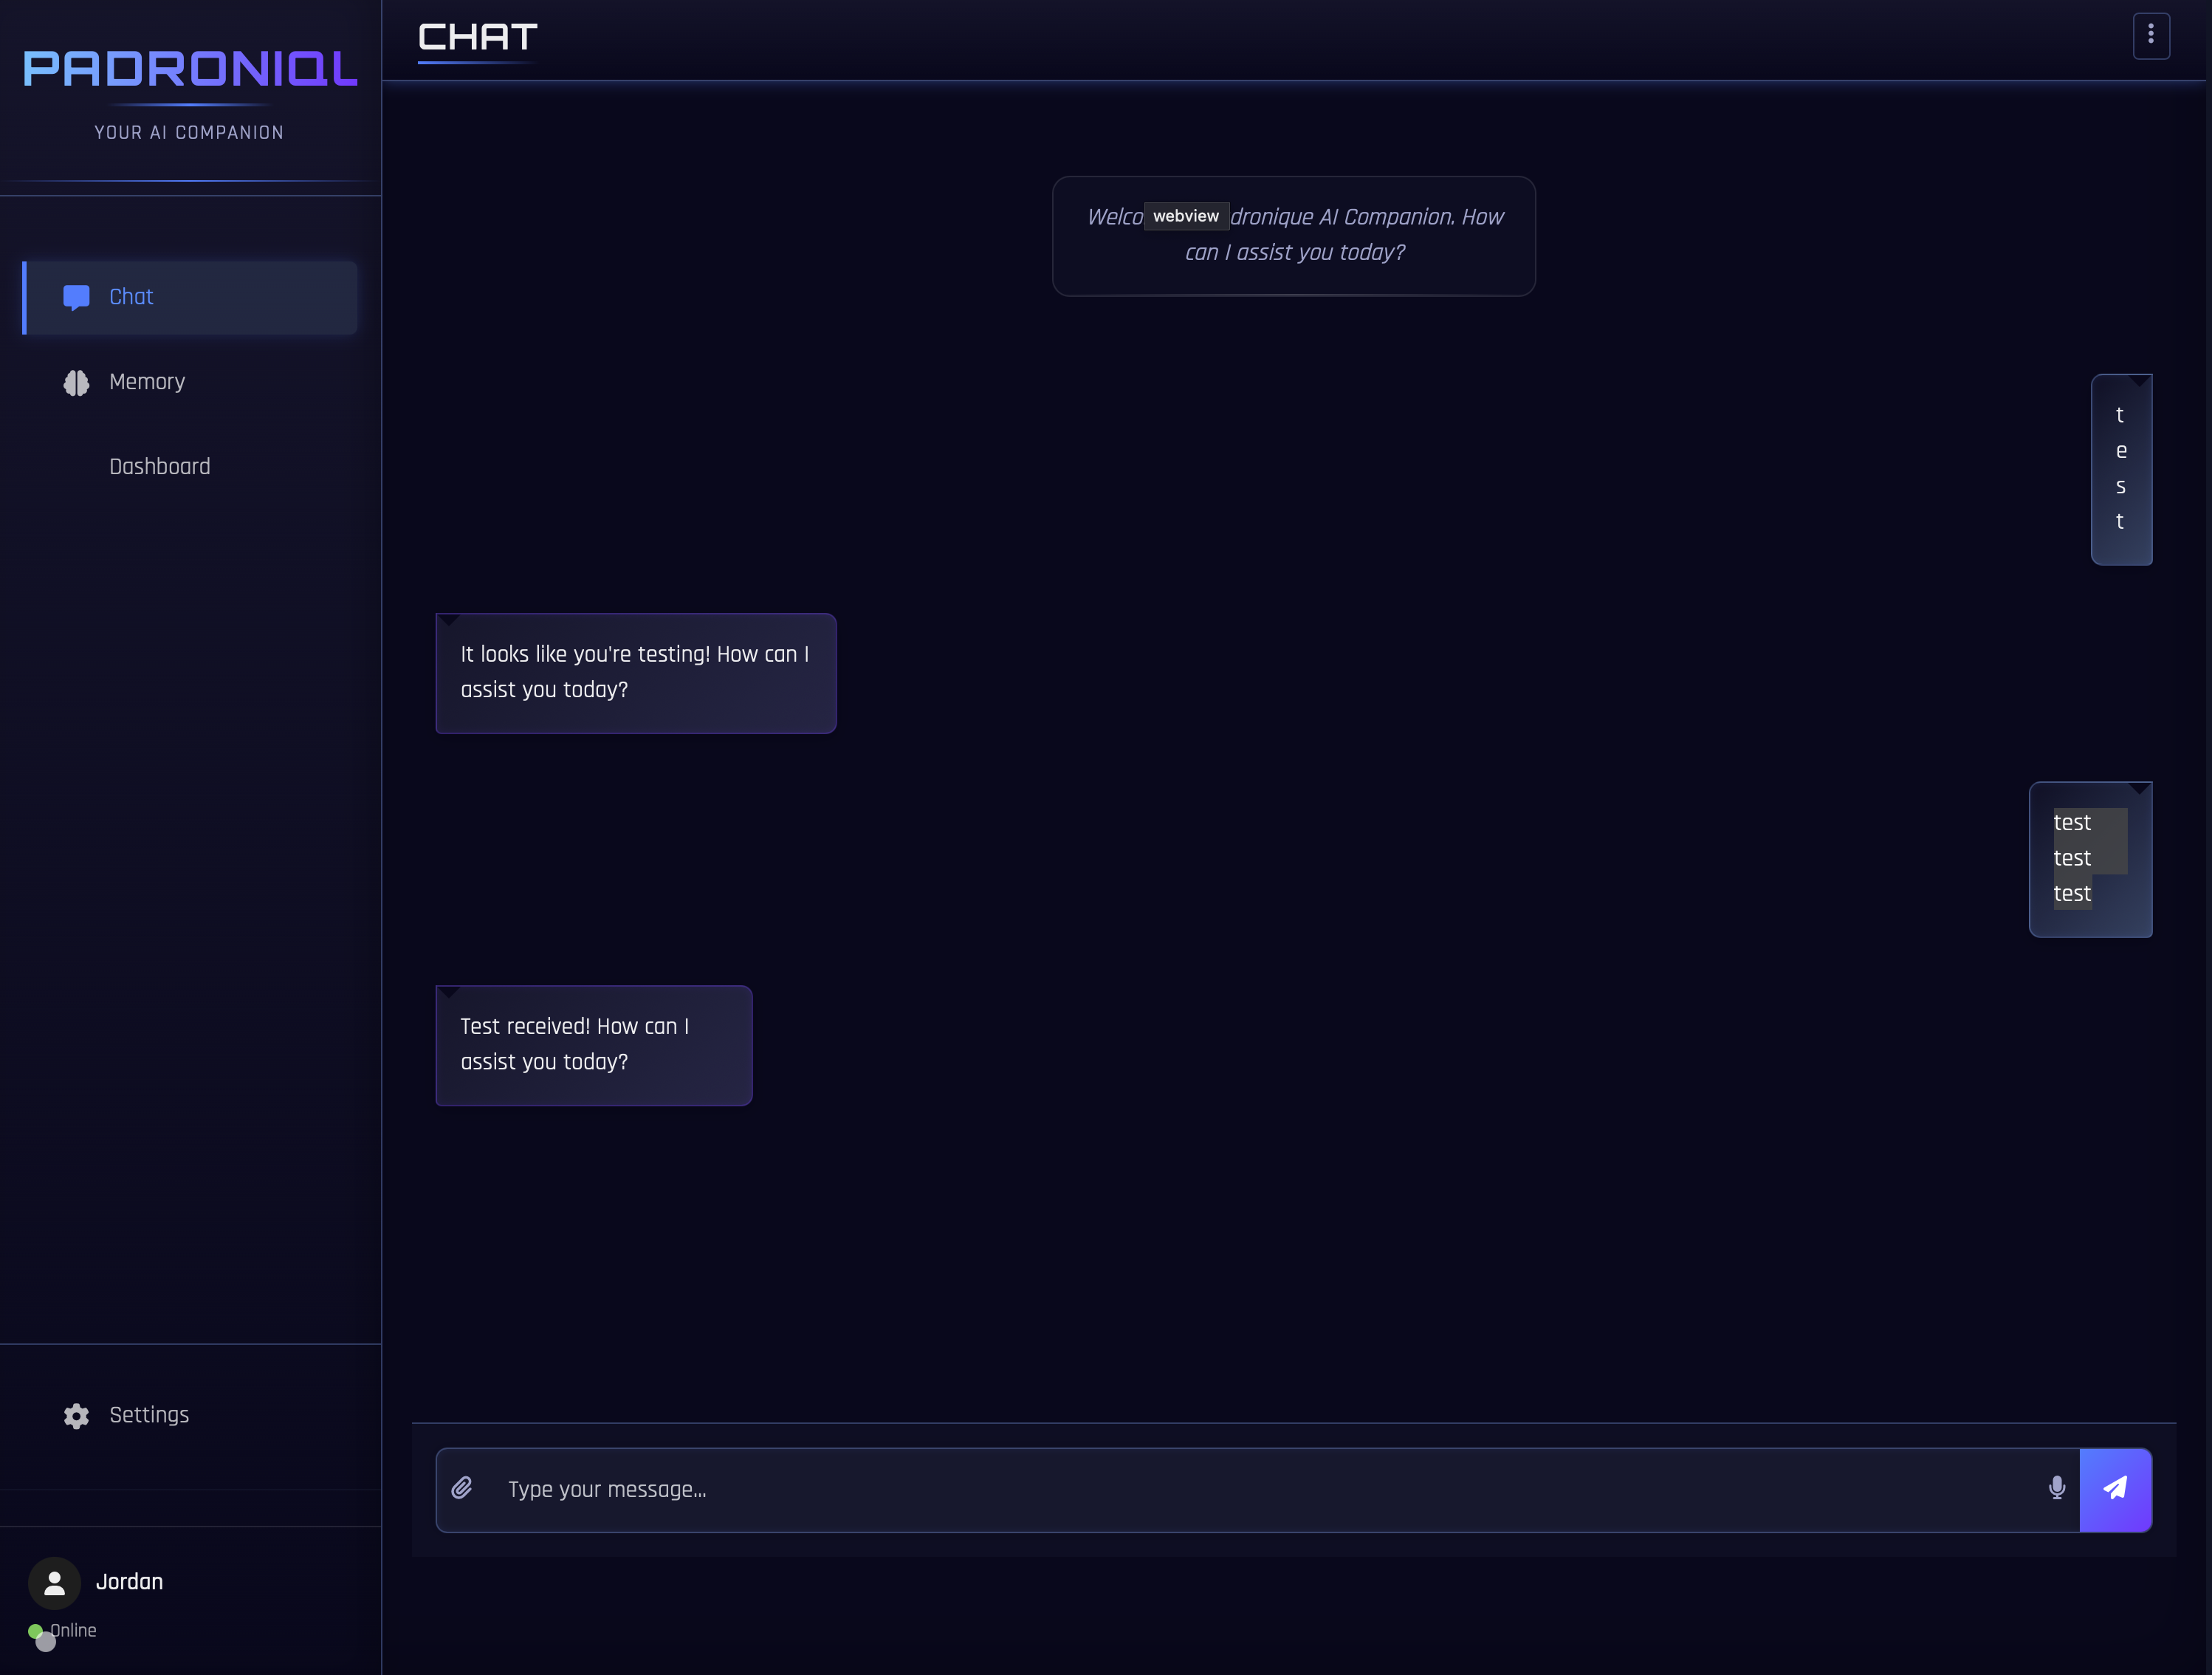 PADRONIQL
YOUR AI COMPANION
Chat
Memory
Dashboard
Settings
Jordan
Online
CHAT
Welco webview dronique AI Companion. How
can I assist you today?
t
e
s
t
It looks like you're testing! How can I
assist you today?
test
test
test
Test received! How can I
assist you today?
Type your message...